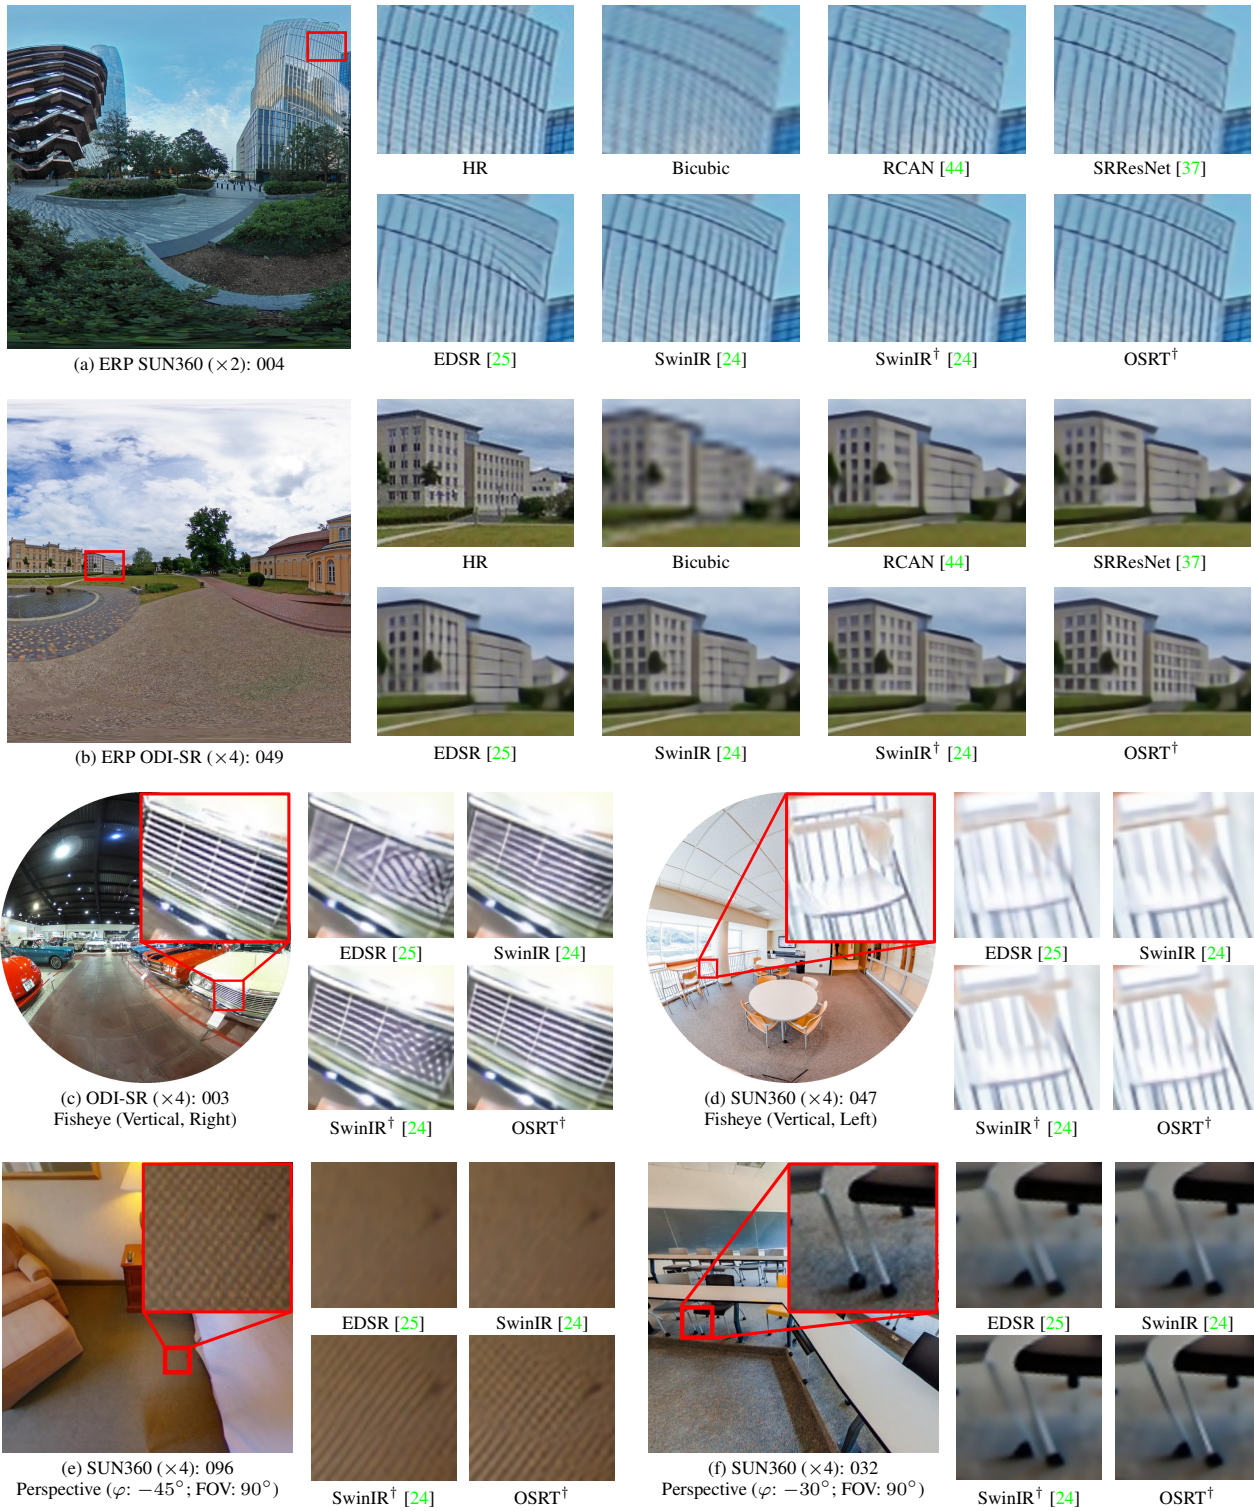 HR
Bicubic
RCAN [44]
SRResNet [37]
EDSR [25]
SwinIR [24]
SwinIR† [24]
OSRT†
(a) ERP SUN360 (×2): 004
HR
Bicubic
RCAN [44]
SRResNet [37]
EDSR [25]
SwinIR [24]
SwinIR† [24]
OSRT†
(b) ERP ODI-SR (×4): 049
EDSR [25]
SwinIR [24]
SwinIR† [24]
OSRT†
(c) ODI-SR (×4): 003
Fisheye (Vertical, Right)
EDSR [25]
SwinIR [24]
SwinIR† [24]
OSRT†
(d) SUN360 (×4): 047
Fisheye (Vertical, Left)
EDSR [25]
SwinIR [24]
SwinIR† [24]
OSRT†
(e) SUN360 (×4): 096
Perspective (φ: −45°; FOV: 90°)
EDSR [25]
SwinIR [24]
SwinIR† [24]
OSRT†
(f) SUN360 (×4): 032
Perspective (φ: −30°; FOV: 90°)